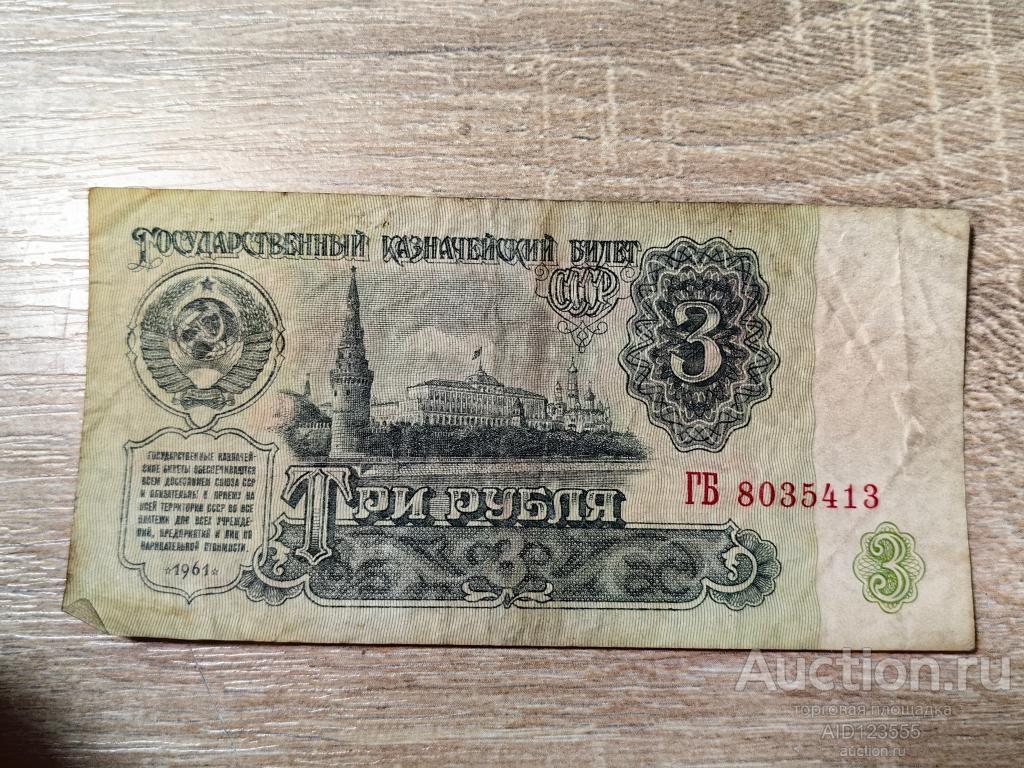 Государственный казначейский билет
СССР
3
Государственные казначей
ские билеты обеспечиваются
всем достоянием Союза ССР
и обязательны к приему на
всей территории СССР во все
платежи для всех учрежде-
ний, предприятий и лиц по
нарицательной стоимости.
1961
Три рубля
ГБ 8035413
3
3
Auction.ru
торговая площадка
AID123555
auction.ru